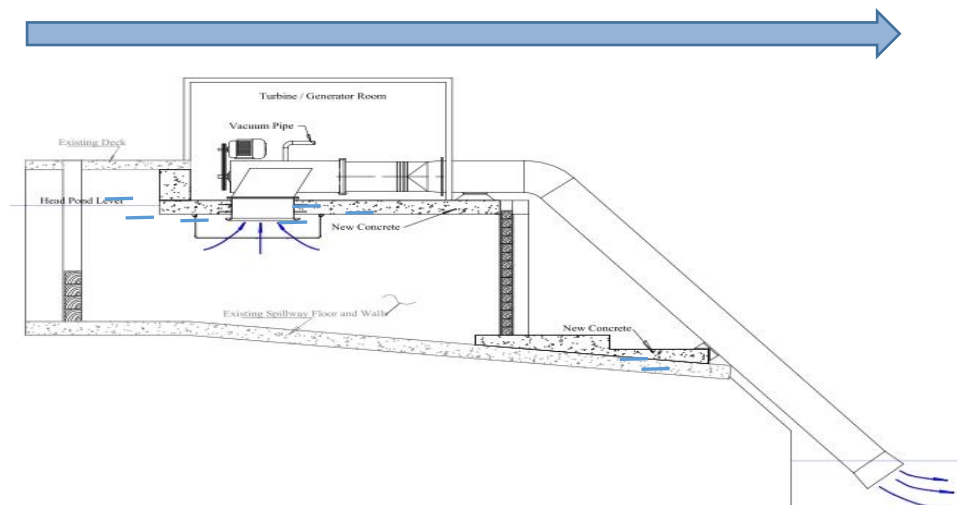 Turbine / Generator Room
Vacuum Pipe
Existing Deck
Head Pond Level
New Concrete
Existing Spillway Floor and Walls
New Concrete